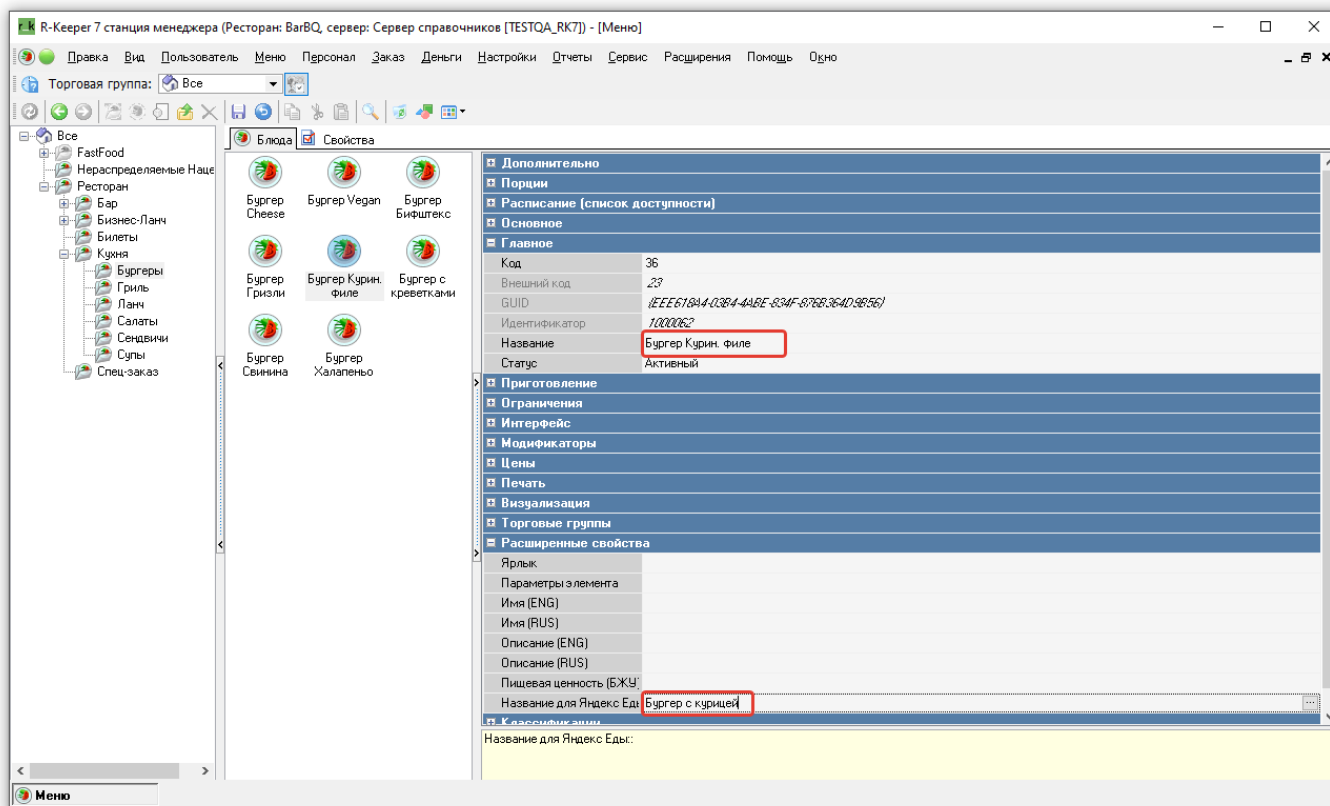 R-Keeper 7 станция менеджера (Ресторан: BarBQ, сервер: Сервер справочников [TESTQA_RK7]) - [Меню]
Правка Вид Пользователь Меню Персонал Заказ Деньги Настройки Отчеты Сервис Расширения Помощь Окно
Торговая группа: Все
Все
FastFood
Нераспределяемые Наце
Ресторан
Бар
Бизнес-Ланч
Билеты
Кухня
Бургеры
Гриль
Ланч
Салаты
Сендвичи
Супы
Спец-заказ
Блюда Свойства
Бургер Cheese
Бургер Vegan
Бургер Бифштекс
Бургер Гризли
Бургер Курин. филе
Бургер с креветками
Бургер Свинина
Бургер Халапеньо
Дополнительно
Порции
Расписание (список доступности)
Основное
Главное
Код 36
Внешний код 23
GUID {EEE618A4-03B4-4ABE-834F-876B364D9B56}
Идентификатор 1000062
Название Бургер Курин. филе
Статус Активный
Приготовление
Ограничения
Интерфейс
Модификаторы
Цены
Печать
Визуализация
Торговые группы
Расширенные свойства
Ярлык
Параметры элемента
Имя (ENG)
Имя (RUS)
Описание (ENG)
Описание (RUS)
Пищевая ценность (БЖУ)
Название для Яндекс Еды Бургер с курицей
Классификации
Название для Яндекс Еды::
Меню